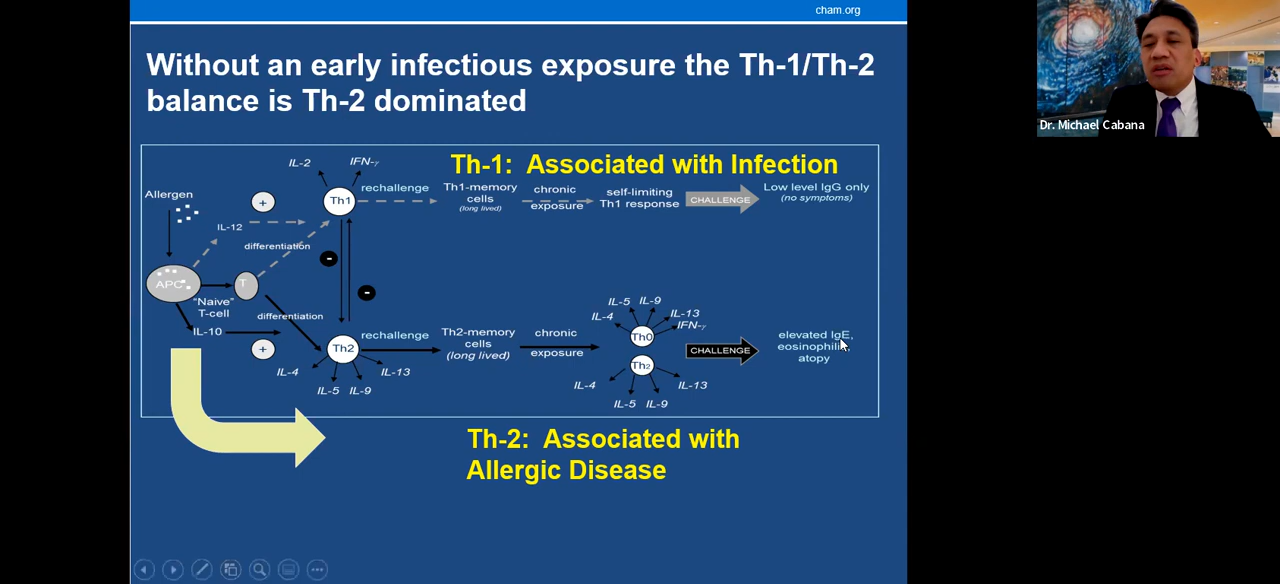 cham.org
Without an early infectious exposure the Th-1/Th-2
balance is Th-2 dominated
Dr. Michael Cabana
Th-1: Associated with Infection
IL-2
IFN-γ
Allergen
+
Th1
rechallenge
Th1-memory
cells
(long lived)
chronic
exposure
self-limiting
Th1 response
CHALLENGE
Low level IgG only
(no symptoms)
IL-12
differentiation
-
APC
T
-
"Naive"
T-cell
IL-10
differentiation
+
Th2
rechallenge
IL-4
IL-5
IL-9
IL-13
Th2-memory
cells
(long lived)
chronic
exposure
IL-5
IL-9
IL-4
IL-13
IFN-γ
Th0
Th2
IL-4
IL-13
IL-5
IL-9
CHALLENGE
elevated IgE,
eosinophilia,
atopy
Th-2: Associated with
Allergic Disease